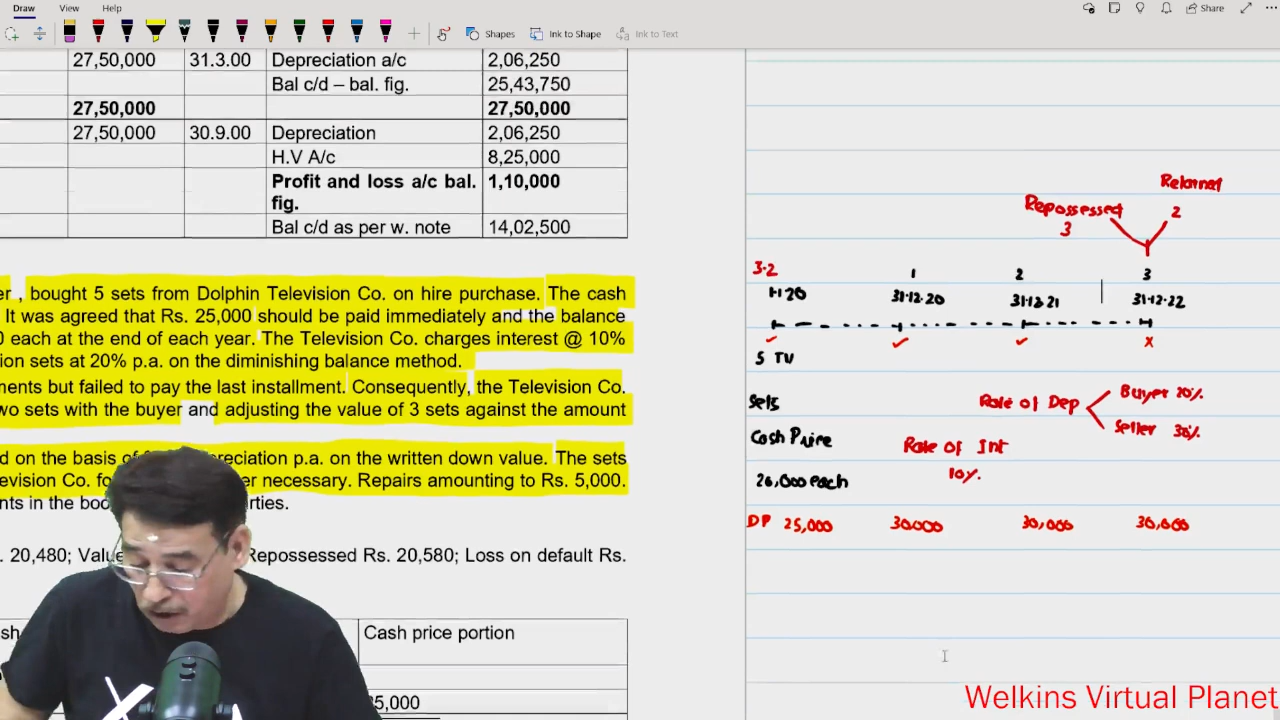 Draw View Help Share
Shapes Ink to Shape Ink to Text
27,50,000 31.3.00 Depreciation a/c 2,06,250
Bal c/d – bal. fig. 25,43,750
27,50,000 27,50,000
27,50,000 30.9.00 Depreciation 2,06,250
H.V A/c 8,25,000
Profit and loss a/c bal. fig. 1,10,000
Bal c/d as per w. note 14,02,500
er , bought 5 sets from Dolphin Television Co. on hire purchase. The cash
It was agreed that Rs. 25,000 should be paid immediately and the balance
0 each at the end of each year. The Television Co. charges interest @ 10%
ion sets at 20% p.a. on the diminishing balance method.
ments but failed to pay the last installment. Consequently, the Television Co.
wo sets with the buyer and adjusting the value of 3 sets against the amount
d on the basis of preciation p.a. on the written down value. The sets
evision Co. fo er necessary. Repairs amounting to Rs. 5,000.
nts in the boo rties.
. 20,480; Valu Repossessed Rs. 20,580; Loss on default Rs.
sh Cash price portion
25,000
Retained
Repossessed 2
3
3.2 1 2 3
1.1.20 31.12.20 31.12.21 31.12.22
x
5 TV
Sets Rate of Dep Buyer 20%
Seller 30%
Cash Price Rate of Int
20,000 each 10%
DP 25,000 30,000 30,000 30,000
Welkins Virtual Planet